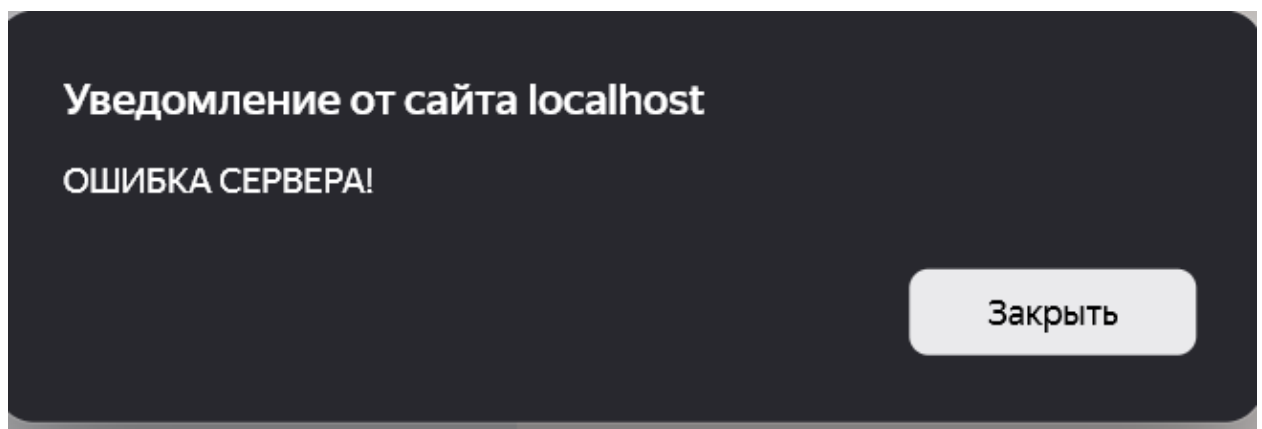 Уведомление от сайта localhost
ОШИБКА СЕРВЕРА!
Закрыть